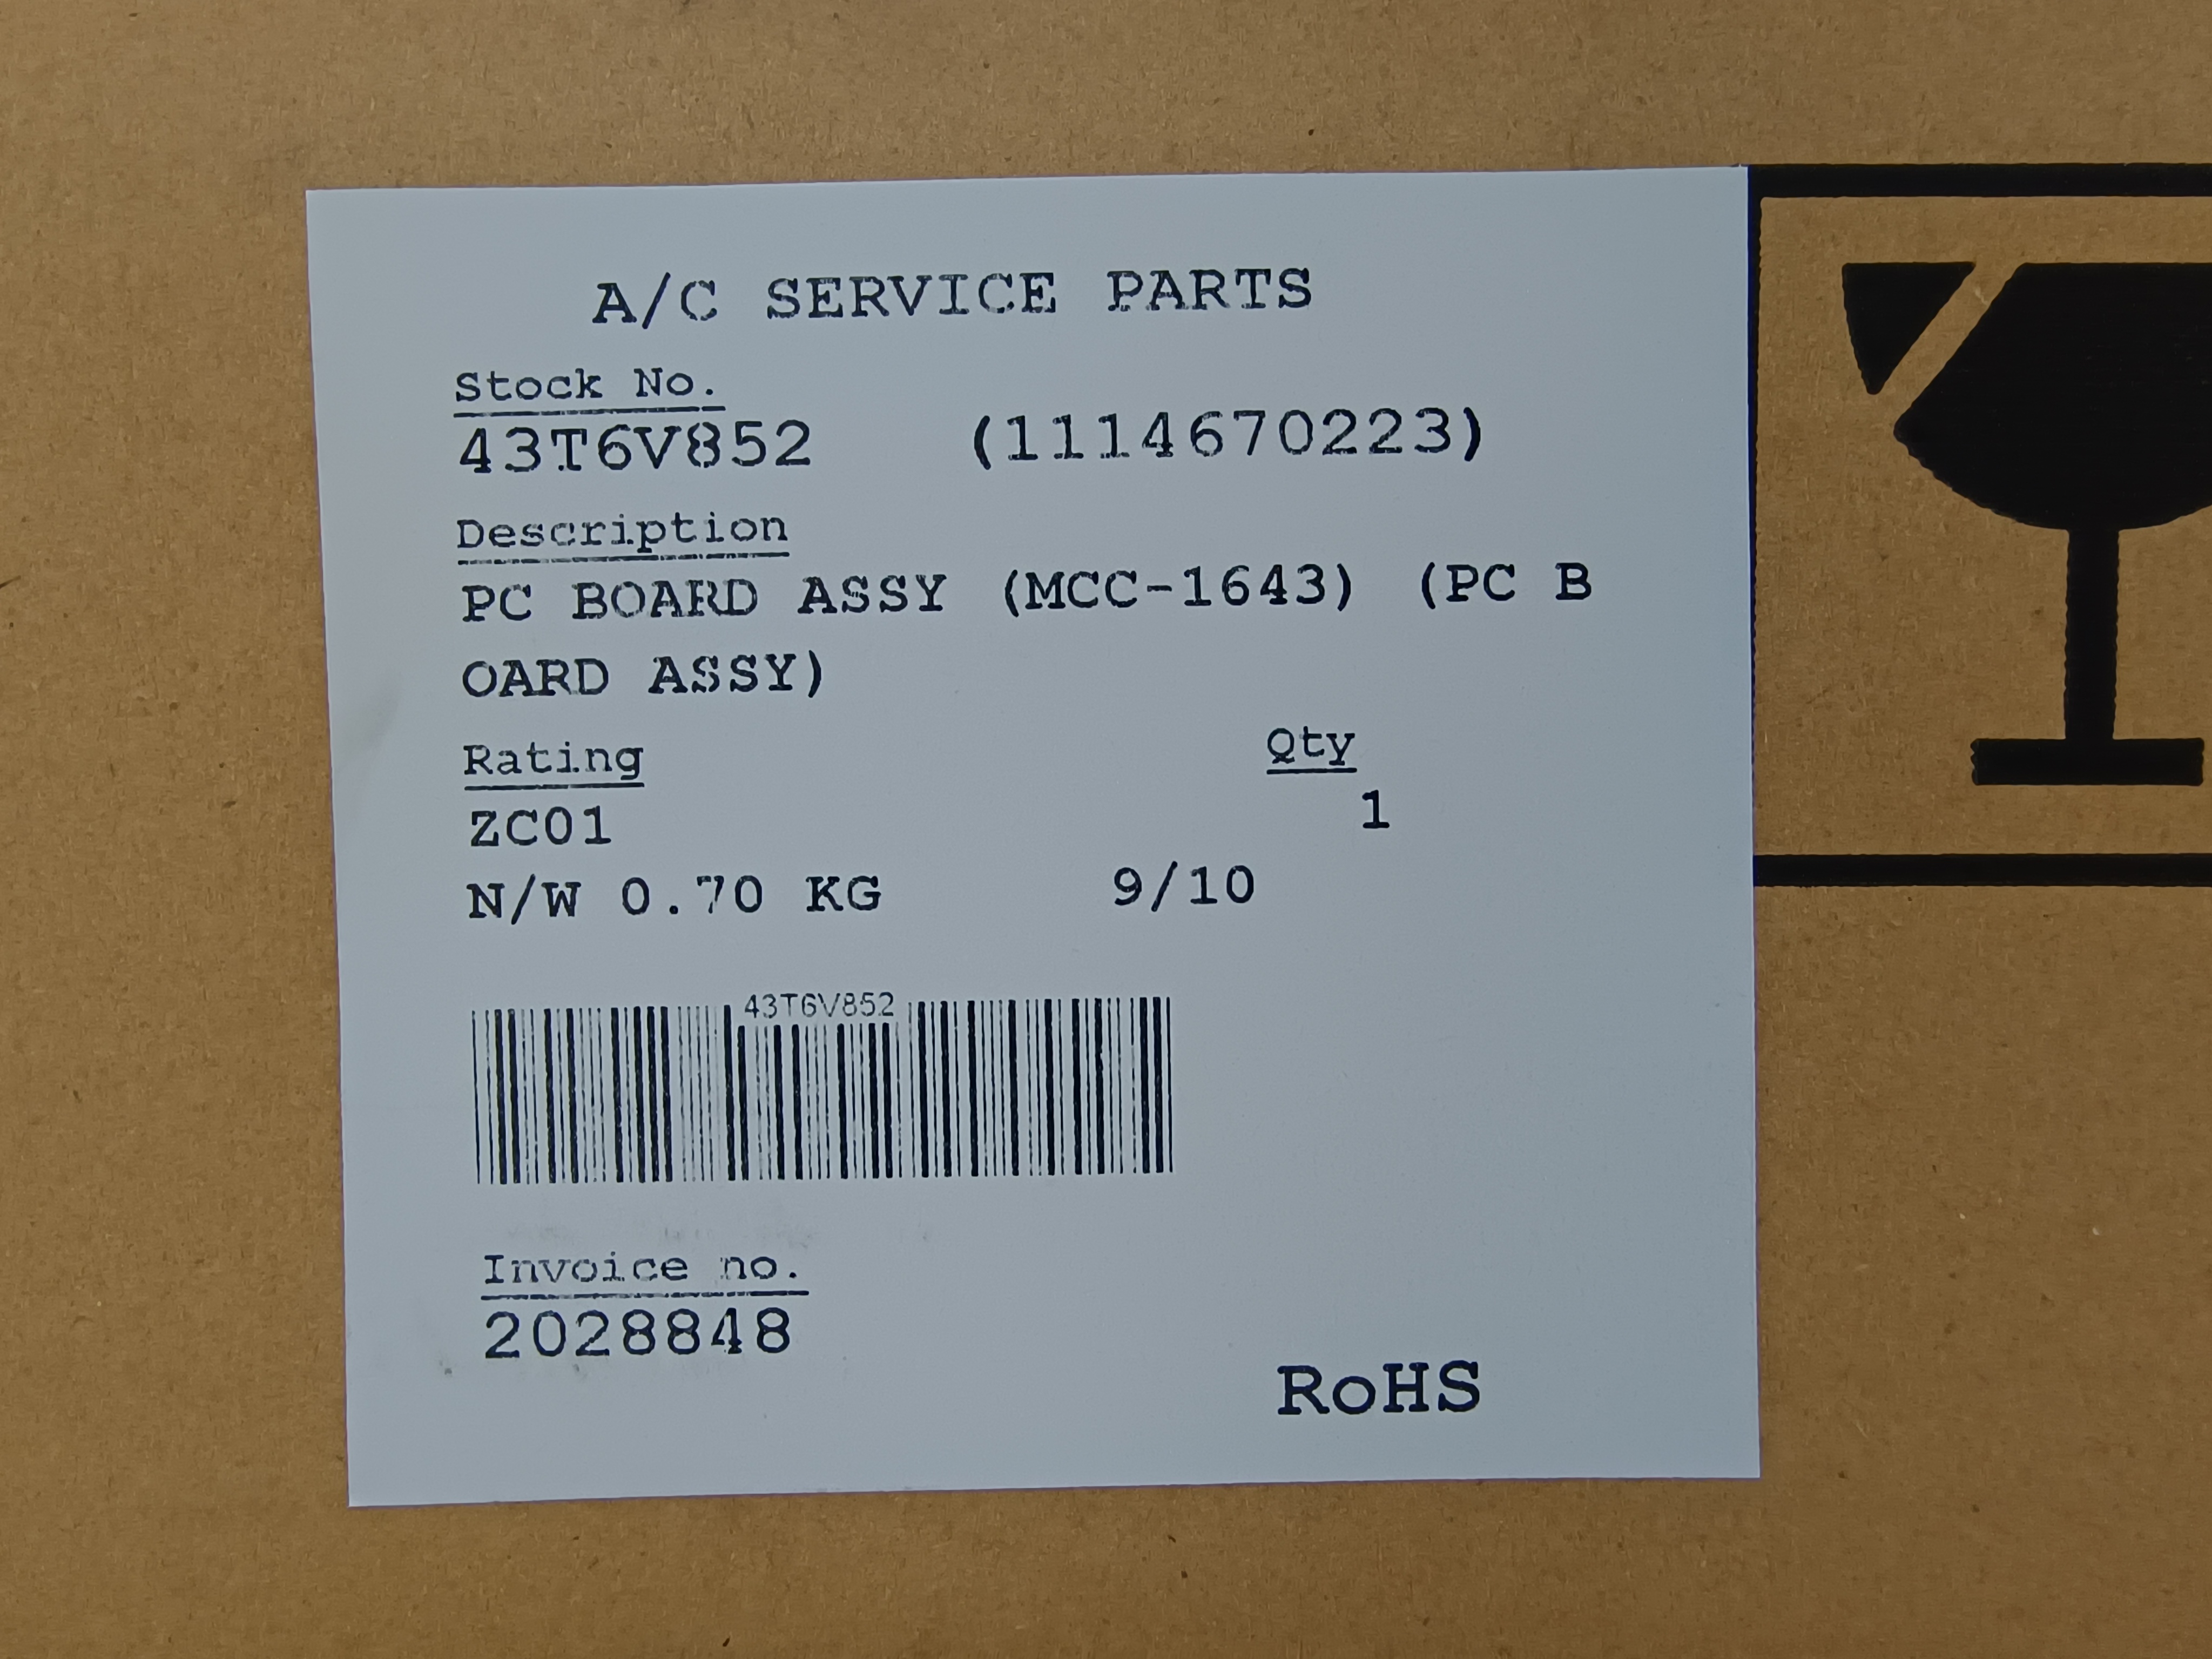 A/C SERVICE PARTS
Stock No.
43T6V852 (1114670223)
Description
PC BOARD ASSY (MCC-1643) (PC B
OARD ASSY)
Rating Qty
ZC01 1
N/W 0.70 KG 9/10
43T6V852
Invoice no.
2028848
RoHS